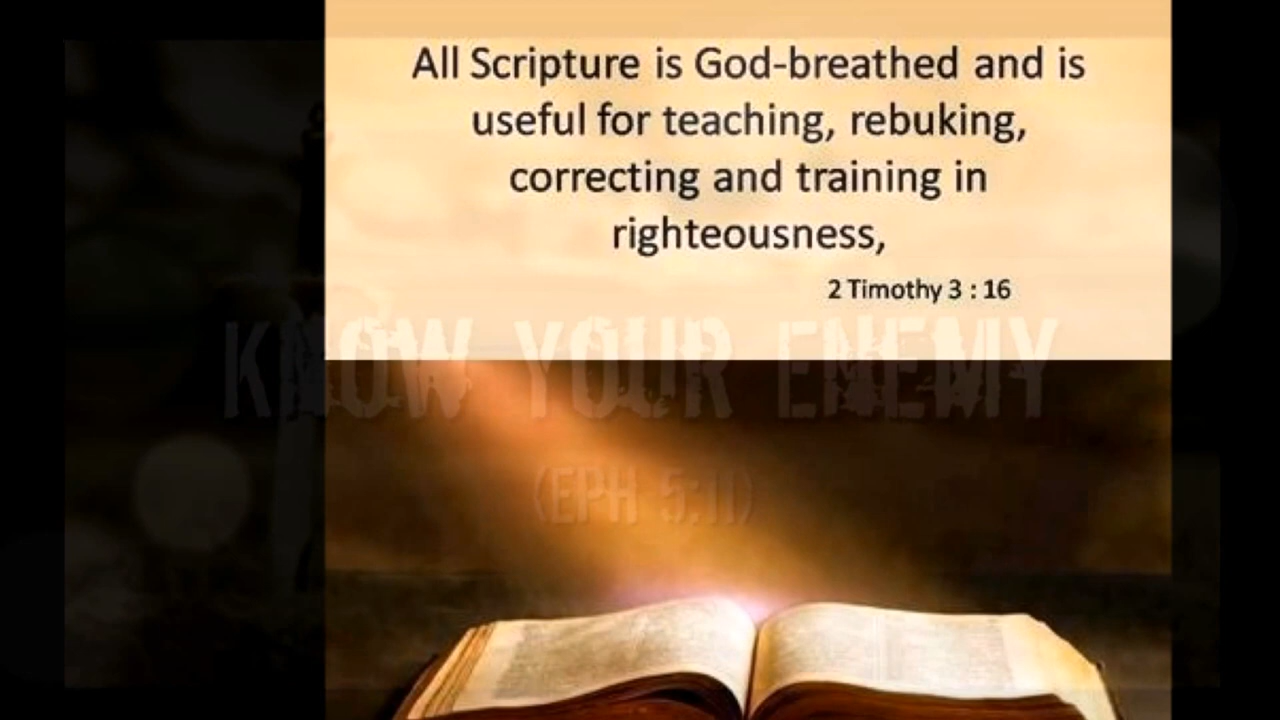 All Scripture is God-breathed and is
useful for teaching, rebuking,
correcting and training in
righteousness,
2 Timothy 3 : 16
KNOW YOUR ENEMY
(EPH 5:11)